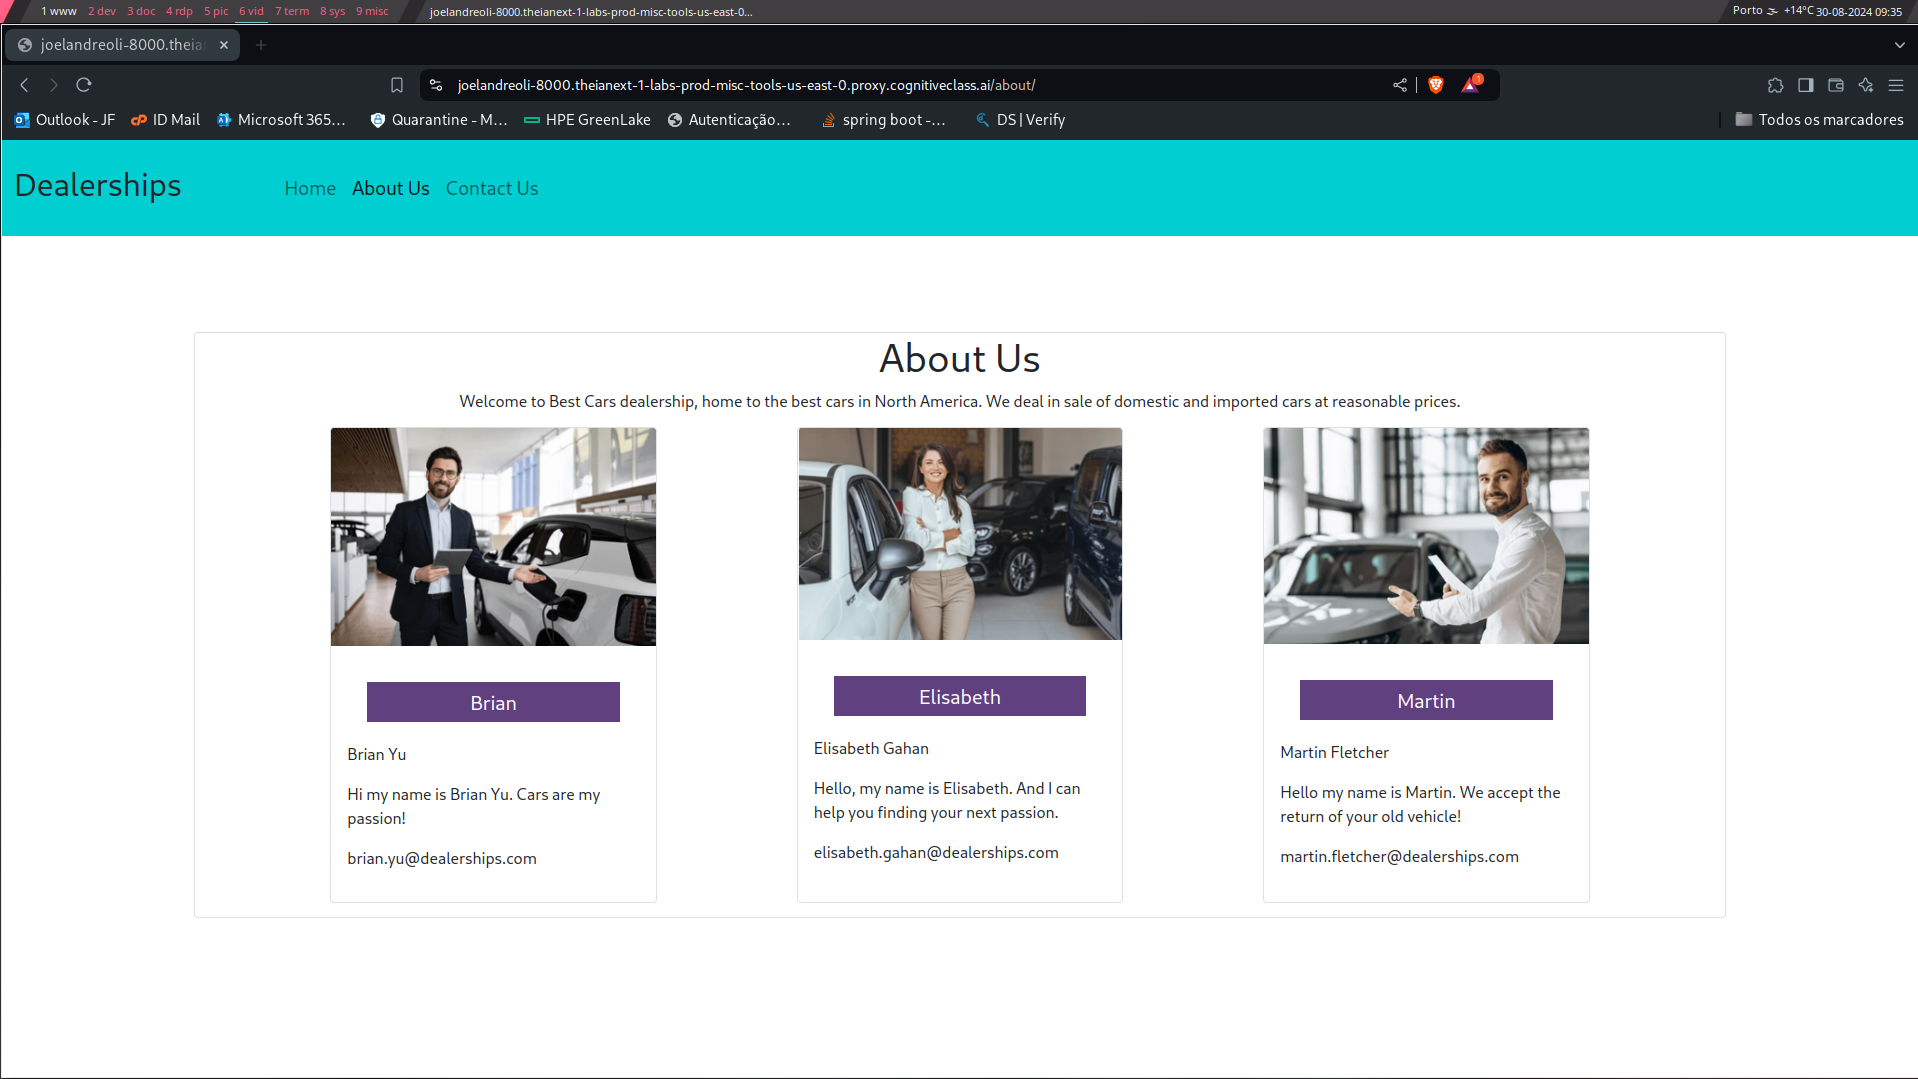 1 www 2 dev 3 doc 4 rdp 5 pic 6 vid 7 term 8 sys 9 misc
joelandreoli-8000.theianext-1-labs-prod-misc-tools-us-east-0...
Porto +14°C 30-08-2024 09:35
joelandreoli-8000.theia
joelandreoli-8000.theianext-1-labs-prod-misc-tools-us-east-0.proxy.cognitiveclass.ai/about/
1
Outlook - JF ID Mail Microsoft 365... Quarantine - M... HPE GreenLake Autenticação... spring boot -... DS | Verify Todos os marcadores
Dealerships Home About Us Contact Us
About Us
Welcome to Best Cars dealership, home to the best cars in North America. We deal in sale of domestic and imported cars at reasonable prices.
Brian
Brian Yu
Hi my name is Brian Yu. Cars are my
passion!
brian.yu@dealerships.com
Elisabeth
Elisabeth Gahan
Hello, my name is Elisabeth. And I can
help you finding your next passion.
elisabeth.gahan@dealerships.com
Martin
Martin Fletcher
Hello my name is Martin. We accept the
return of your old vehicle!
martin.fletcher@dealerships.com